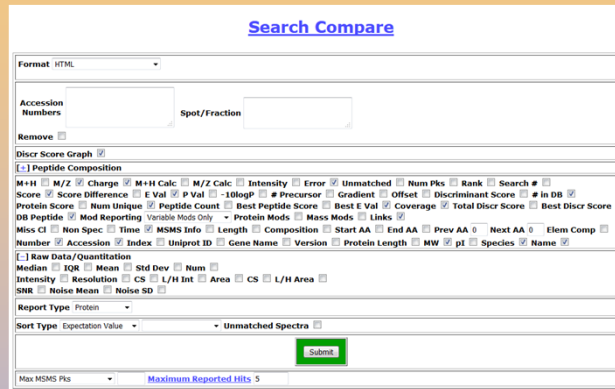 Search Compare
Format HTML
Accession Numbers Spot/Fraction
Remove
Discr Score Graph
[+] Peptide Composition
M+H M/Z Charge M+H Calc M/Z Calc Intensity Error Unmatched Num Pks Rank Search #
Score Score Difference E Val P Val -10logP # Precursor Gradient Offset Discriminant Score # in DB
Protein Score Num Unique Peptide Count Best Peptide Score Best E Val Coverage Total Discr Score Best Discr Score
DB Peptide Mod Reporting Variable Mods Only Protein Mods Mass Mods Links
Miss Cl Non Spec Time MSMS Info Length Composition Start AA End AA Prev AA 0 Next AA 0 Elem Comp
Number Accession Index Uniprot ID Gene Name Version Protein Length MW pI Species Name
[-] Raw Data/Quantitation
Median IQR Mean Std Dev Num
Intensity Resolution CS L/H Int Area CS L/H Area
SNR Noise Mean Noise SD
Report Type Protein
Sort Type Expectation Value Unmatched Spectra
Submit
Max MSMS Pks Maximum Reported Hits 5